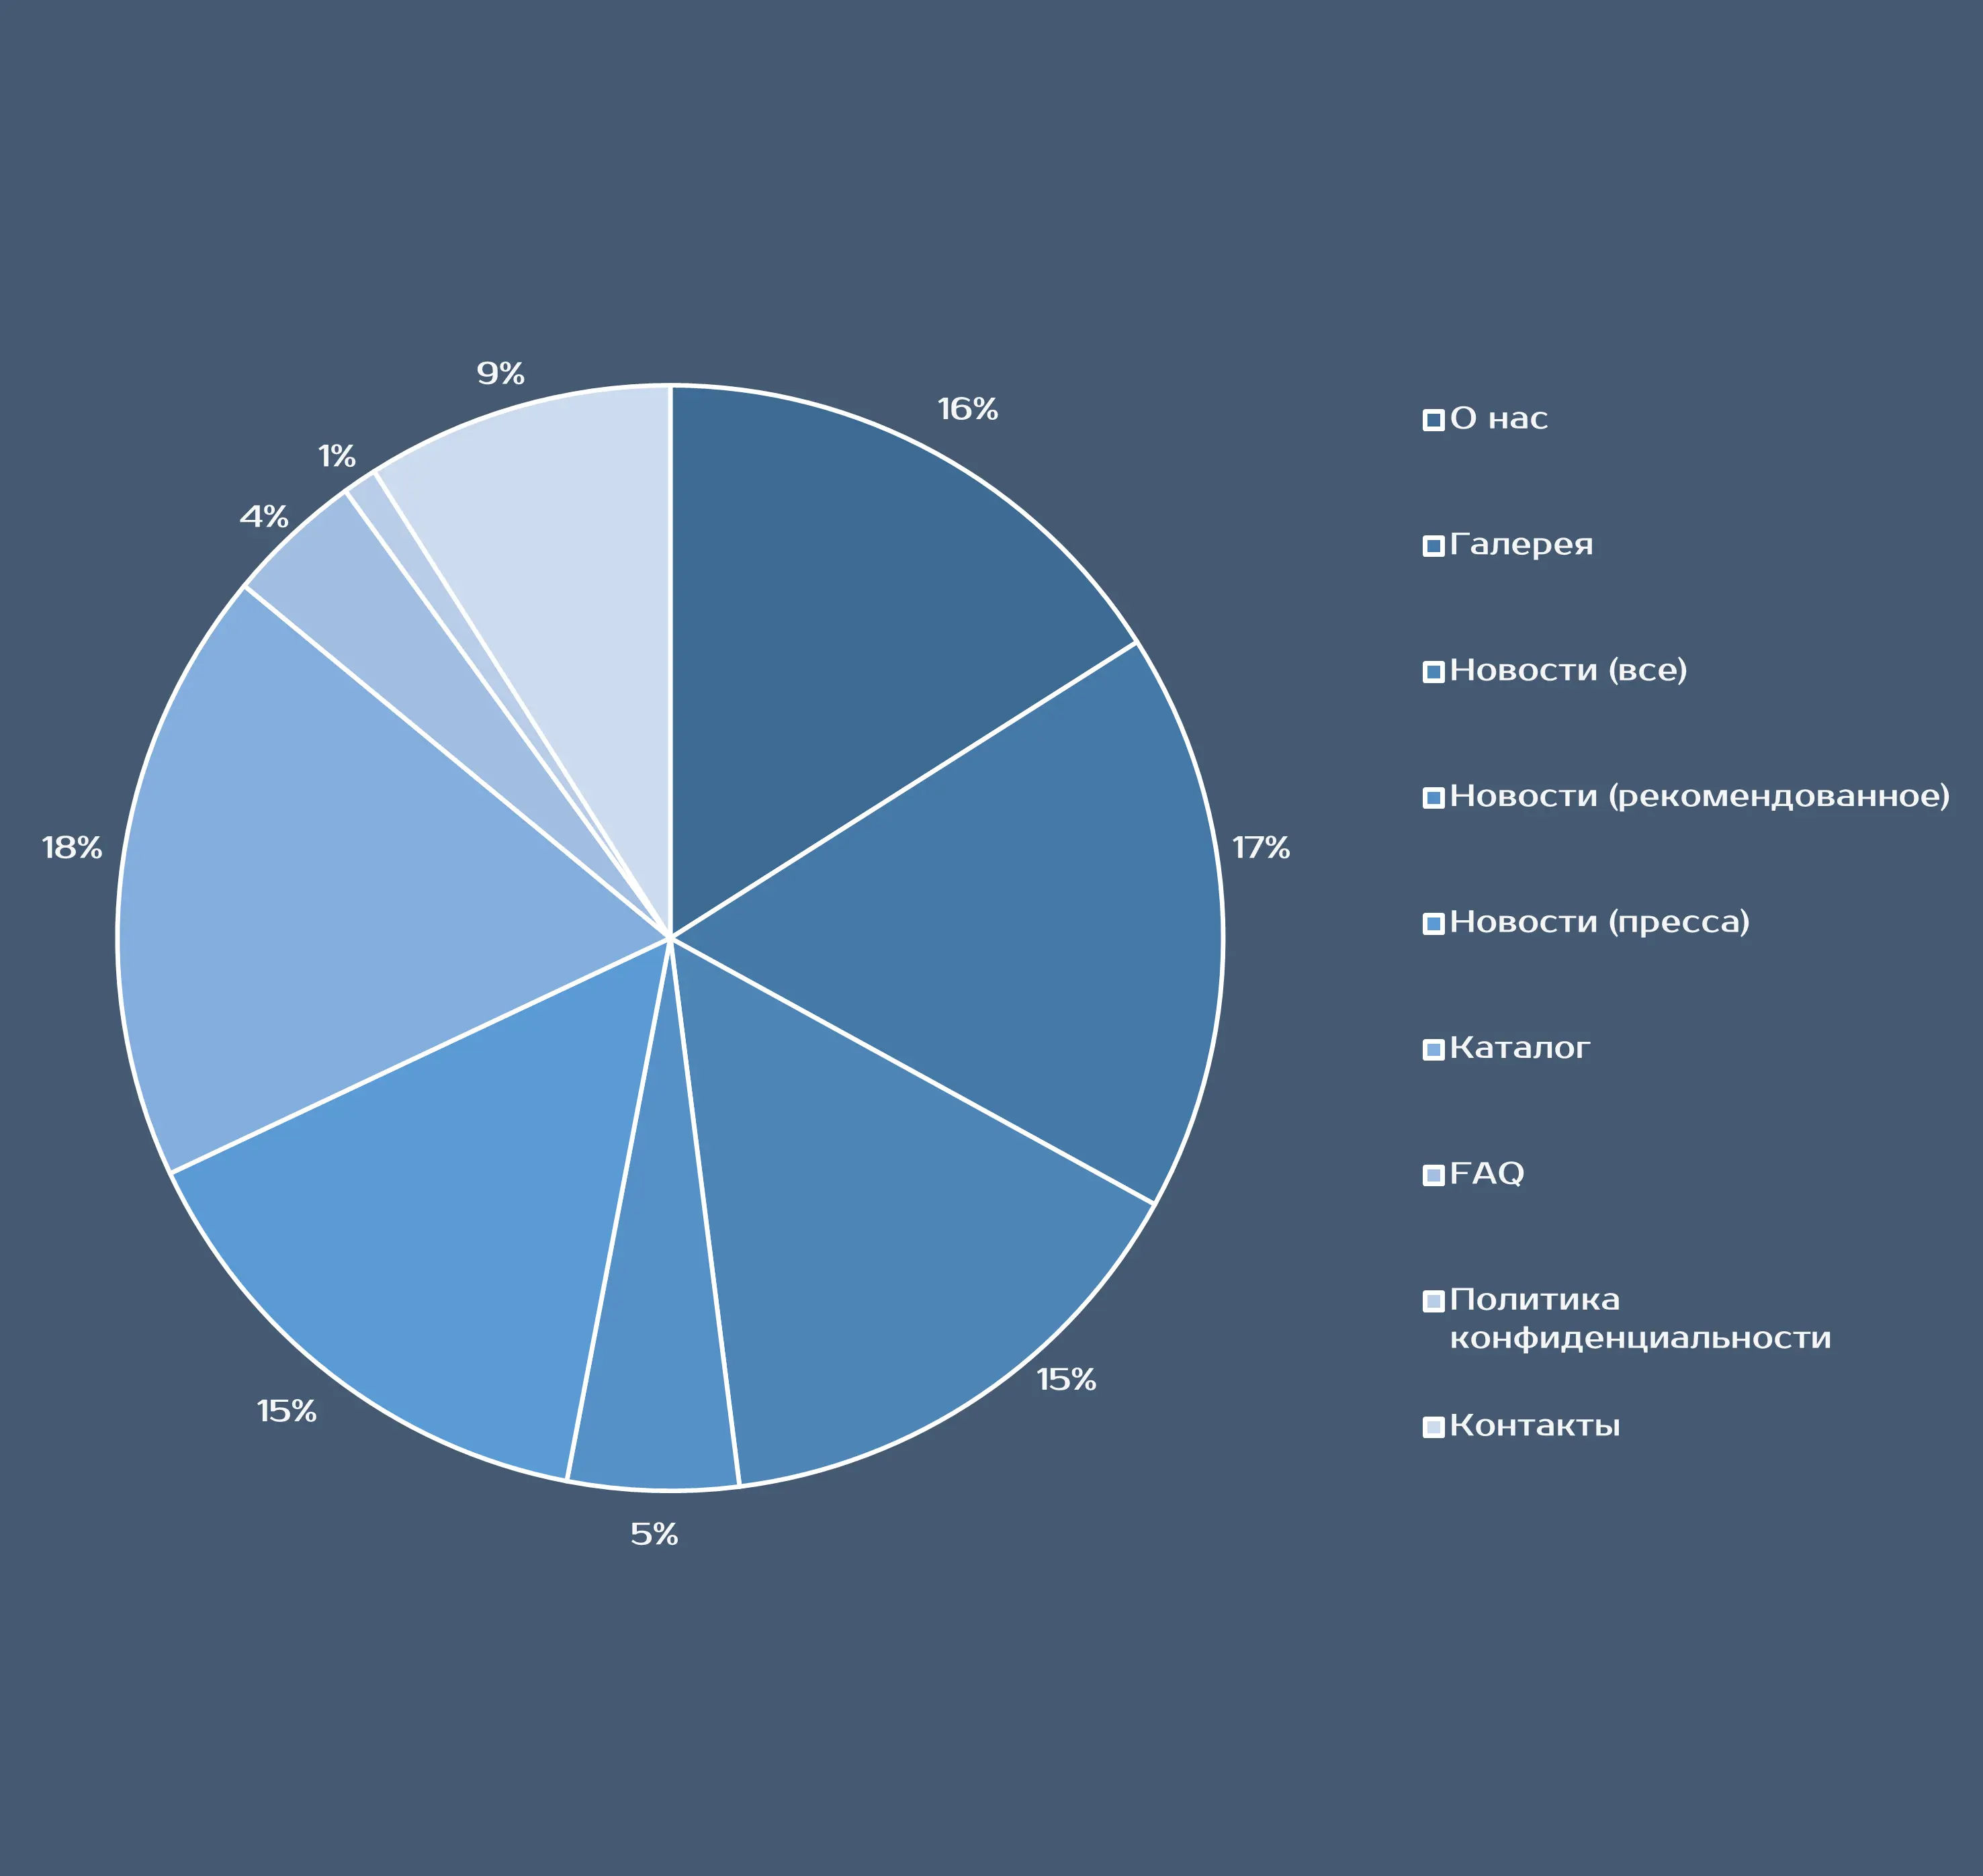 9%
16%
1%
4%
18%
17%
15%
15%
5%
О нас
Галерея
Новости (все)
Новости (рекомендованное)
Новости (пресса)
Каталог
FAQ
Политика
конфиденциальности
Контакты